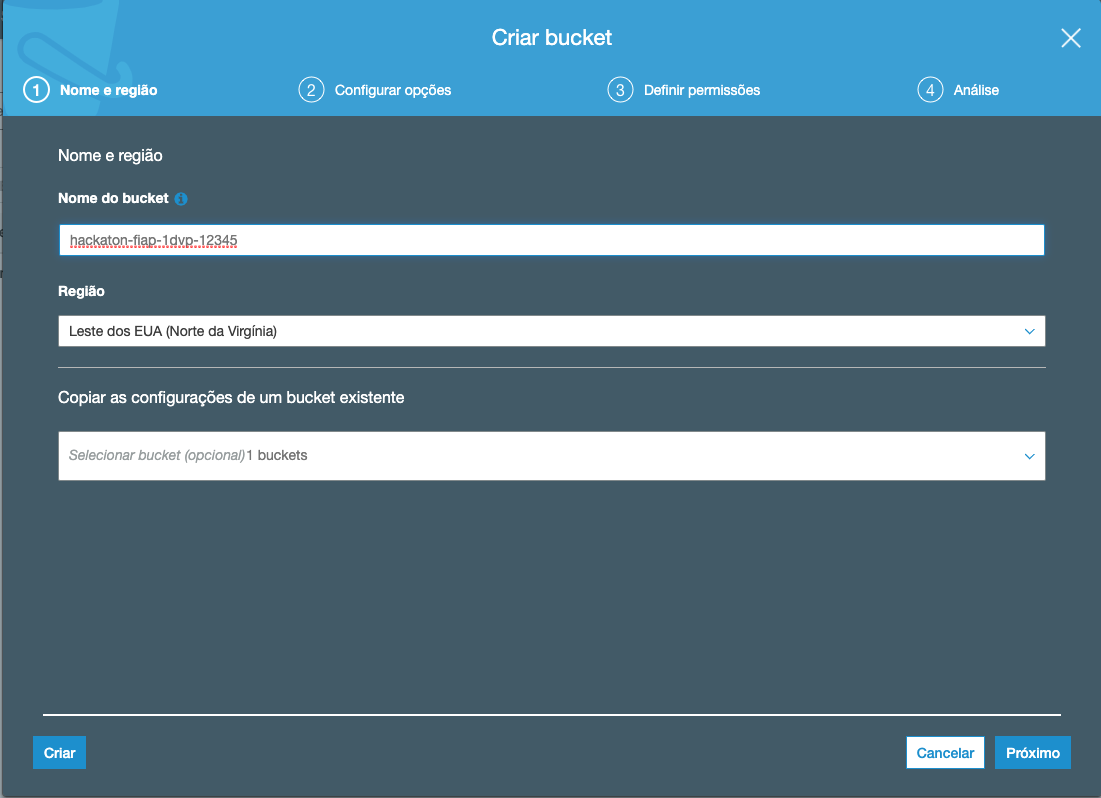 Criar bucket
1 Nome e região
2 Configurar opções
3 Definir permissões
4 Análise
Nome e região
Nome do bucket
hackaton-fiap-1dvp-12345
Região
Leste dos EUA (Norte da Virgínia)
Copiar as configurações de um bucket existente
Selecionar bucket (opcional)1 buckets
Criar
Cancelar
Próximo